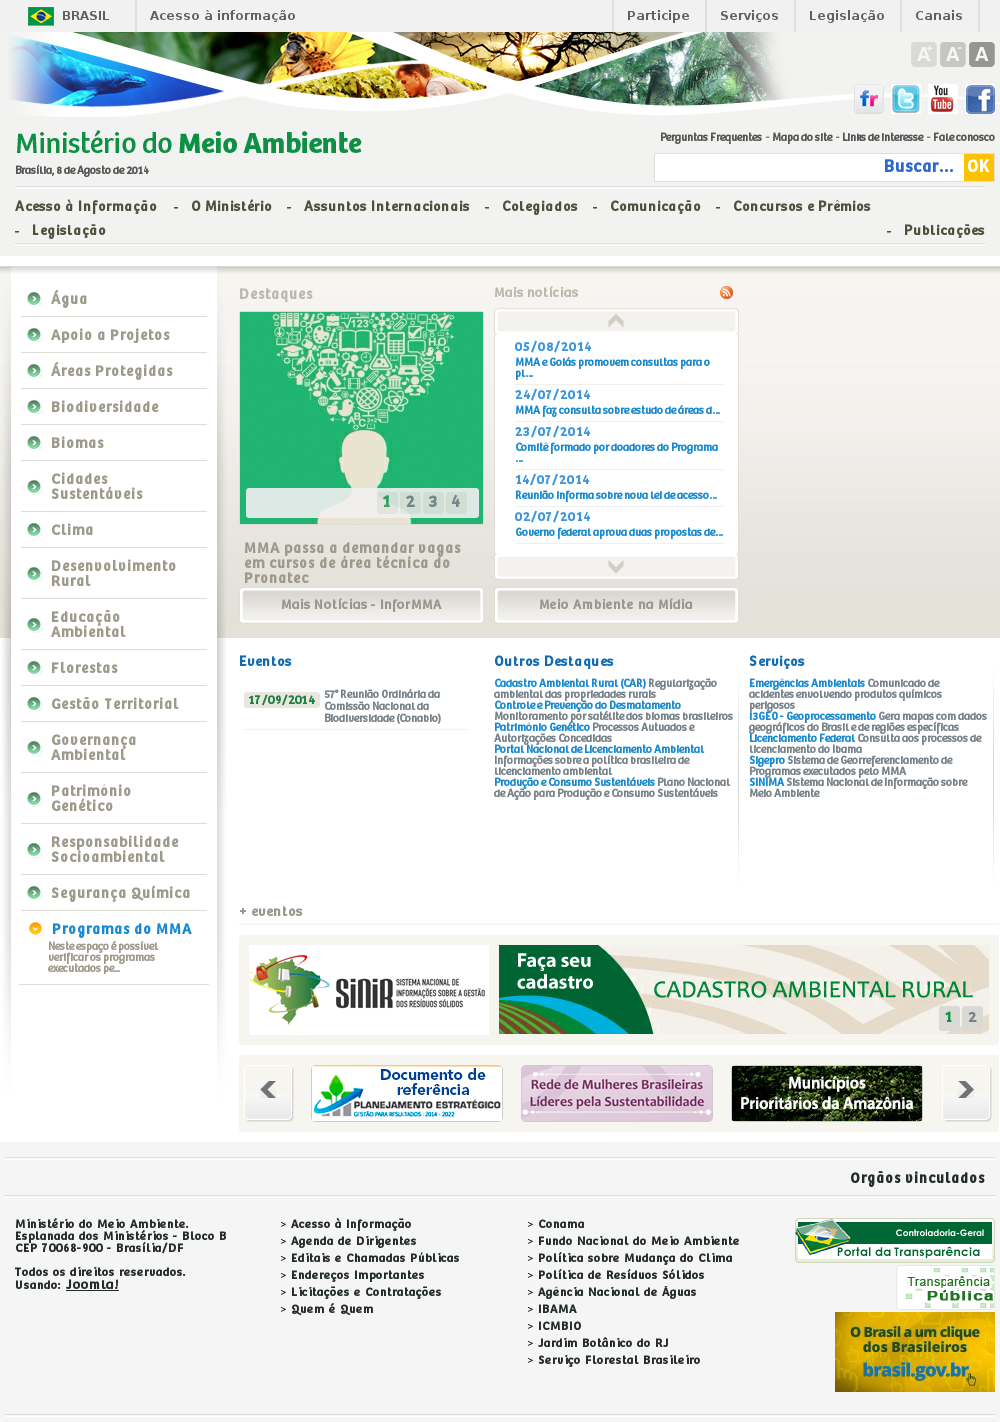 BRASIL
Acesso à informação
Participe
Serviços
Legislação
Canais
A+ A- A
fr
You Tube
f
Ministério do Meio Ambiente
Brasília, 8 de Agosto de 2014
Perguntas Frequentes - Mapa do site - Links de interesse - Fale conosco
Buscar... OK
Acesso à Informação - O Ministério - Assuntos Internacionais - Colegiados - Comunicação - Concursos e Prêmios
- Legislação - Publicações
Água
Apoio a Projetos
Áreas Protegidas
Biodiversidade
Biomas
Cidades
Sustentáveis
Clima
Desenvolvimento
Rural
Educação
Ambiental
Florestas
Gestão Territorial
Governança
Ambiental
Patrimônio
Genético
Responsabilidade
Socioambiental
Segurança Química
Programas do MMA
Neste espaço é possível
verificar os programas
executados pe...
Destaques
1 2 3 4
MMA passa a demandar vagas
em cursos de área técnica do
Pronatec
Mais Notícias - InforMMA
Mais notícias
05/08/2014
MMA e Goiás promovem consultas para o
pl...
24/07/2014
MMA faz consulta sobre estudo de áreas d...
23/07/2014
Comitê formado por doadores do Programa
...
14/07/2014
Reunião informa sobre nova lei de acesso...
02/07/2014
Governo federal aprova duas propostas de...
Meio Ambiente na Mídia
Eventos
17/09/2014
57ª Reunião Ordinária da
Comissão Nacional da
Biodiversidade (Conabio)
Outros Destaques
Cadastro Ambiental Rural (CAR) Regularização
ambiental das propriedades rurais
Controle e Prevenção do Desmatamento
Monitoramento por satélite dos biomas brasileiros
Patrimônio Genético Processos Autuados e
Autorizações Concedidas
Portal Nacional de Licenciamento Ambiental
Informações sobre a política brasileira de
licenciamento ambiental
Produção e Consumo Sustentáveis Plano Nacional
de Ação para Produção e Consumo Sustentáveis
Serviços
Emergências Ambientais Comunicado de
acidentes envolvendo produtos químicos
perigosos
I3GEO - Geoprocessamento Gera mapas com dados
geográficos do Brasil e de regiões específicas
Licenciamento Federal Consulta aos processos de
licenciamento do Ibama
Sigepro Sistema de Georreferenciamento de
Programas executados pelo MMA
SINIMA Sistema Nacional de Informação sobre
Meio Ambiente
+ eventos
SiNiR
SISTEMA NACIONAL DE
INFORMAÇÕES SOBRE A GESTÃO
DOS RESÍDUOS SÓLIDOS
Faça seu
cadastro
CADASTRO AMBIENTAL RURAL
1 2
Documento de
referência
PLANEJAMENTO ESTRATÉGICO
GESTÃO PARA RESULTADOS : 2014 - 2022
Rede de Mulheres Brasileiras
Líderes pela Sustentabilidade
Municípios
Prioritários da Amazônia
Orgãos vinculados
Ministério do Meio Ambiente.
Esplanada dos Ministérios - Bloco B
CEP 70068-900 - Brasília/DF
Todos os direitos reservados.
Usando: Joomla!
> Acesso à Informação
> Agenda de Dirigentes
> Editais e Chamadas Públicas
> Endereços Importantes
> Licitações e Contratações
> Quem é Quem
> Conama
> Fundo Nacional do Meio Ambiente
> Política sobre Mudança do Clima
> Política de Resíduos Sólidos
> Agência Nacional de Águas
> IBAMA
> ICMBIO
> Jardim Botânico do RJ
> Serviço Florestal Brasileiro
Controladoria-Geral
Portal da Transparência
Transparência
Pública
O Brasil a um clique
dos Brasileiros
brasil.gov.br